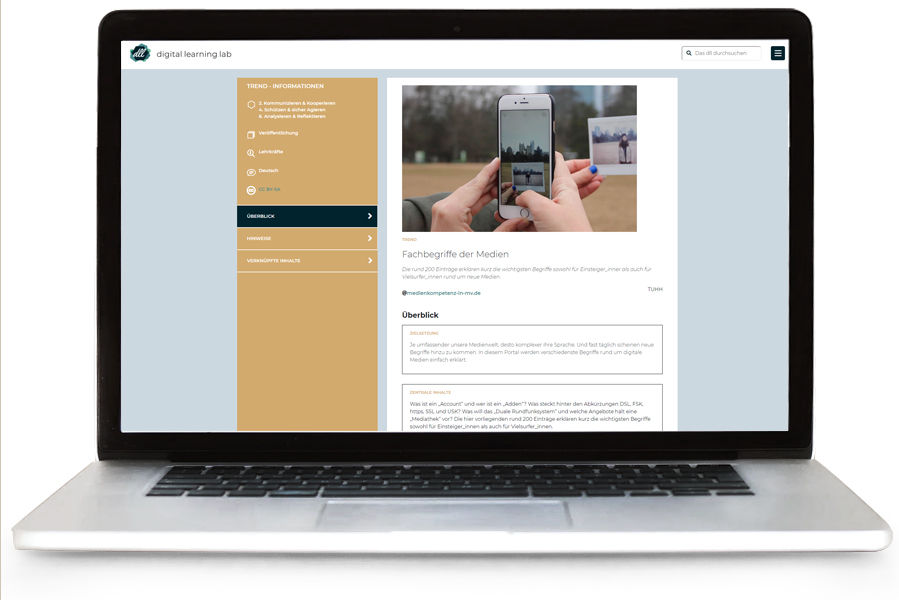 dll
digital learning lab
Das dll durchsuchen
TREND - INFORMATIONEN
2. Kommunizieren & Kooperieren
4. Schützen & sicher Agieren
6. Analysieren & Reflektieren
Veröffentlichung
Lehrkräfte
Deutsch
CC BY SA
ÜBERBLICK
HINWEISE
VERKNÜPFTE INHALTE
TREND
Fachbegriffe der Medien
Die rund 200 Einträge erklären kurz die wichtigsten Begriffe sowohl für Einsteiger_innen als auch für
Vielsurfer_innen rund um neue Medien.
TUHH
@medienkompetenz-in-mv.de
Überblick
ZIELSETZUNG
Je umfassender unsere Medienwelt, desto komplexer ihre Sprache. Und fast täglich scheinen neue
Begriffe hinzu zu kommen. In diesem Portal werden verschiedenste Begriffe rund um digitale
Medien einfach erklärt.
ZENTRALE INHALTE
Was ist ein „Account" und wer ist ein „Adden"? Was steckt hinter den Abkürzungen DSL, FSK,
https, SSL und USK? Was will das „Duale Rundfunksystem" und welche Angebote hält eine
„Mediathek" vor? Die hier vorliegenden rund 200 Einträge erklären kurz die wichtigsten Begriffe
sowohl für Einsteiger_innen als auch für Vielsurfer_innen.